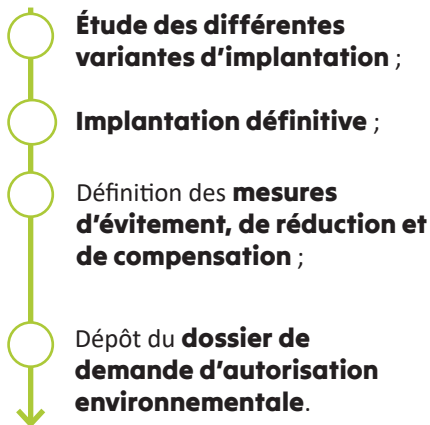 Étude des différentes
variantes d'implantation ;
Implantation définitive ;
Définition des mesures
d'évitement, de réduction et
de compensation ;
Dépôt du dossier de
demande d'autorisation
environnementale.